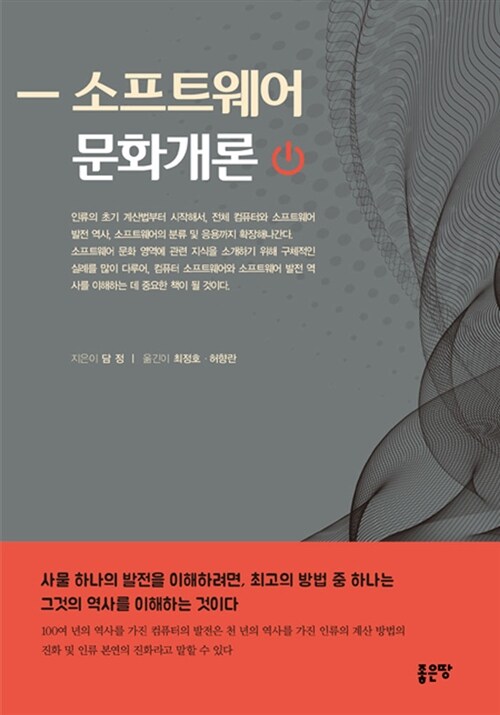 소프트웨어
문화개론
인류의 초기 계산법부터 시작해서, 전체 컴퓨터와 소프트웨어
발전 역사, 소프트웨어의 분류 및 응용까지 확장해나간다.
소프트웨어 문화 영역에 관련 지식을 소개하기 위해 구체적인
실례를 많이 다루어, 컴퓨터 소프트웨어와 소프트웨어 발전 역
사를 이해하는 데 중요한 책이 될 것이다.
지은이 담 정 | 옮긴이 최정호 · 허향란
사물 하나의 발전을 이해하려면, 최고의 방법 중 하나는
그것의 역사를 이해하는 것이다
100여 년의 역사를 가진 컴퓨터의 발전은 천 년의 역사를 가진 인류의 계산 방법의
진화 및 인류 본연의 진화라고 말할 수 있다
좋은땅